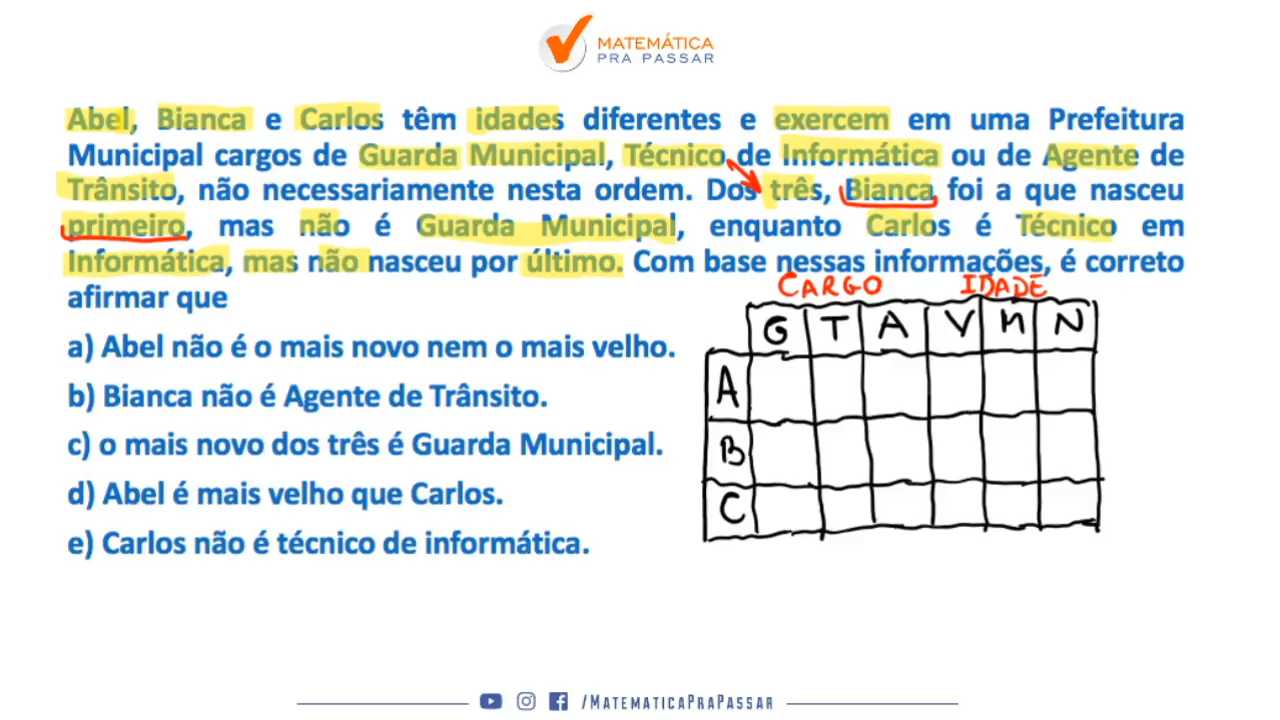 MATEMÁTICA
PRA PASSAR
Abel, Bianca e Carlos têm idades diferentes e exercem em uma Prefeitura
Municipal cargos de Guarda Municipal, Técnico de Informática ou de Agente de
Trânsito, não necessariamente nesta ordem. Dos três, Bianca foi a que nasceu
primeiro, mas não é Guarda Municipal, enquanto Carlos é Técnico em
Informática, mas não nasceu por último. Com base nessas informações, é correto
afirmar que
CARGO IDADE
G T A V M N
A
B
C
a) Abel não é o mais novo nem o mais velho.
b) Bianca não é Agente de Trânsito.
c) o mais novo dos três é Guarda Municipal.
d) Abel é mais velho que Carlos.
e) Carlos não é técnico de informática.
/MATEMATICAPRAPASSAR